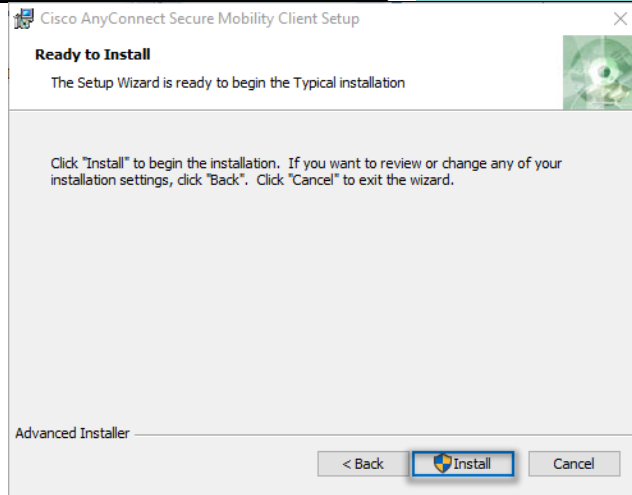 Cisco AnyConnect Secure Mobility Client Setup
Ready to Install
The Setup Wizard is ready to begin the Typical installation
Click "Install" to begin the installation.  If you want to review or change any of your
installation settings, click "Back".  Click "Cancel" to exit the wizard.
Advanced Installer
< Back
Install
Cancel